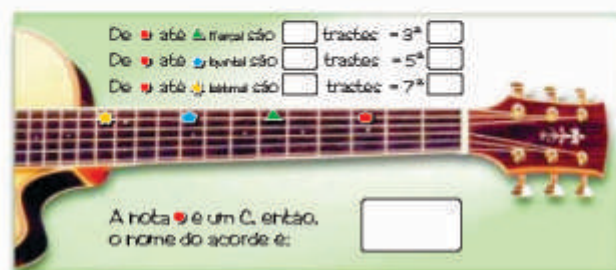 De até (terça) são trastes = 3ª
De até (quinta) são trastes = 5ª
De até (sétima) são trastes = 7ª
A nota é um C, então,
o nome do acorde é: